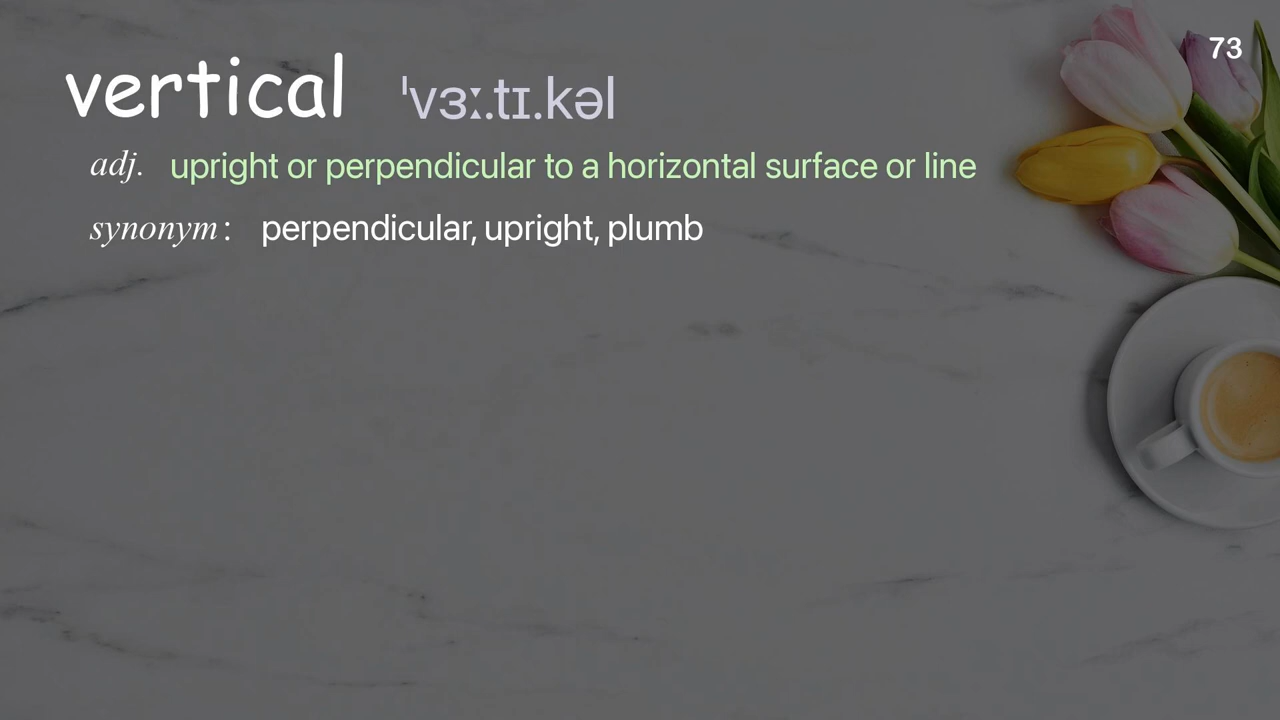 73
vertical ˈvɜː.tɪ.kəl
adj. upright or perpendicular to a horizontal surface or line
synonym: perpendicular, upright, plumb